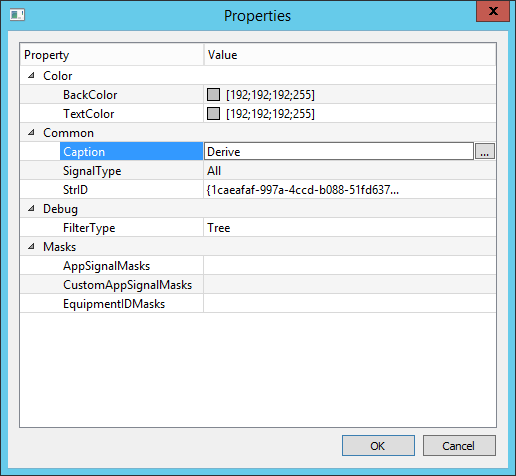 Properties
x
Property Value
Color
BackColor [192;192;192;255]
TextColor [192;192;192;255]
Common
Caption Derive ...
SignalType All
StrID {1caeafaf-997a-4ccd-b088-51fd637...
Debug
FilterType Tree
Masks
AppSignalMasks
CustomAppSignalMasks
EquipmentIDMasks
OK Cancel